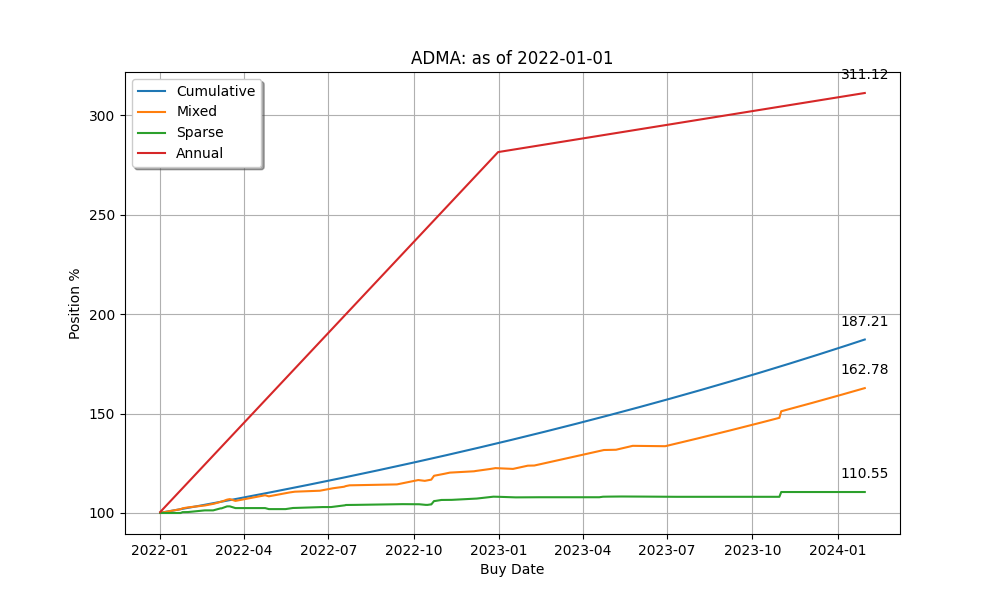 ADMA: as of 2022-01-01
311.12
Cumulative
Mixed
Sparse
Annual
300
250
200
150
100
187.21
162.78
110.55
Position %
2022-01
2022-04
2022-07
2022-10
2023-01
2023-04
2023-07
2023-10
2024-01
Buy Date